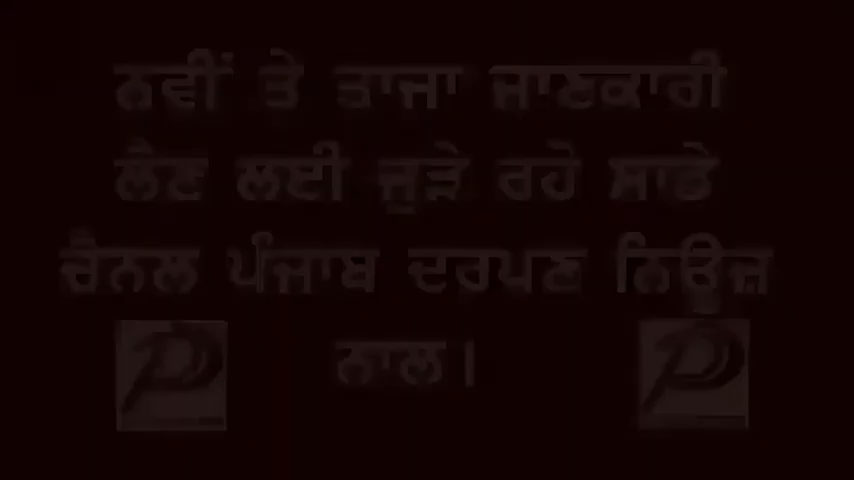 ਨਵੀਂ ਤੇ ਤਾਜਾ ਜਾਣਕਾਰੀ
ਲੈਣ ਲਈ ਜੁੜੇ ਰਹੋ ਸਾਡੇ
ਚੈਨਲ ਪੰਜਾਬ ਦਰਪਣ ਨਿਊਜ਼
ਨਾਲ।